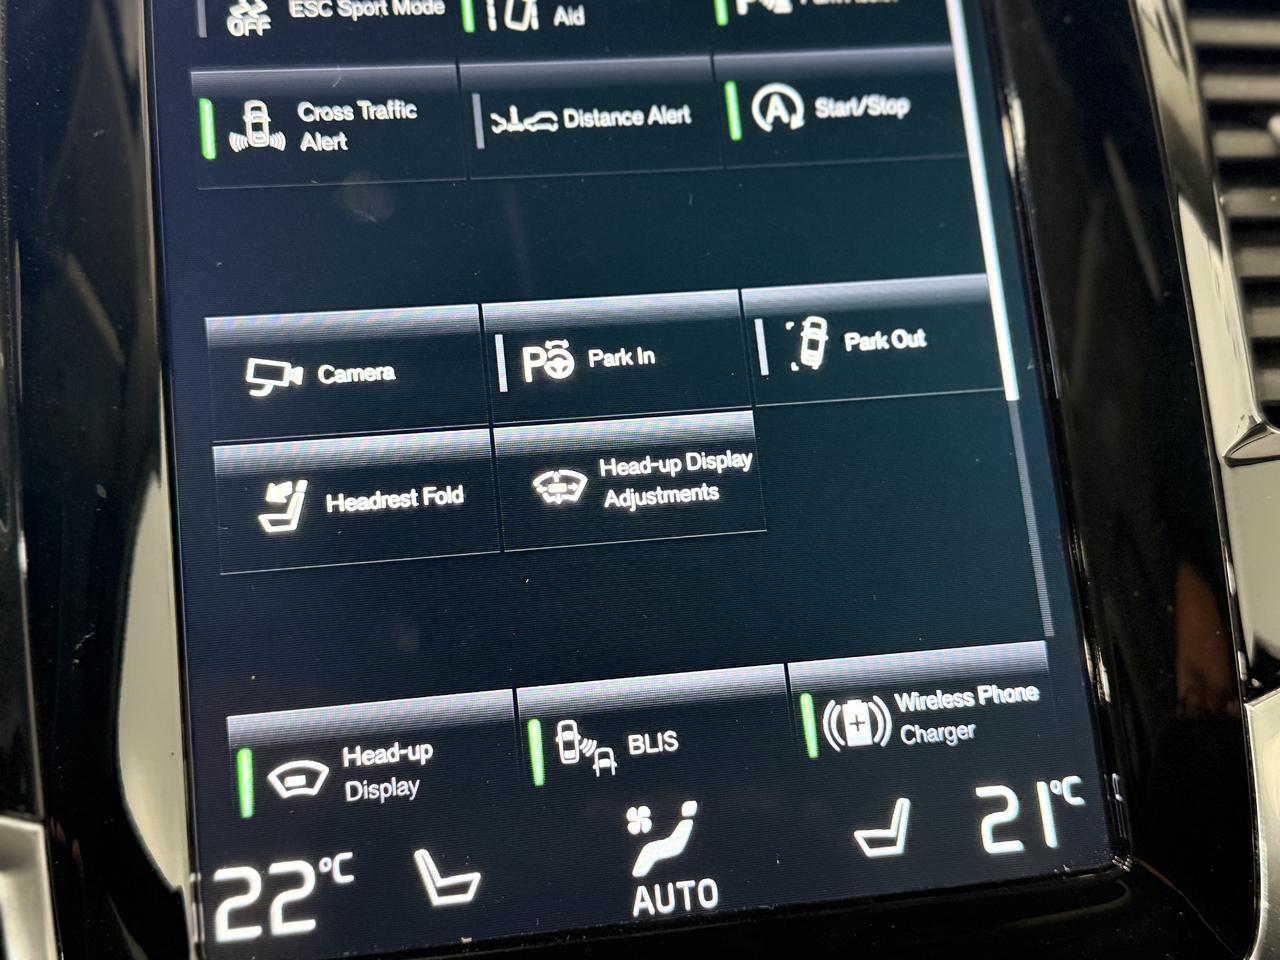 OFF
ESC Sport Mode
Aid
Cross Traffic
Alert
Distance Alert
A
Start/Stop
Camera
P
Park In
Park Out
Headrest Fold
Head-up Display
Adjustments
Head-up
Display
BLIS
Wireless Phone
Charger
22°C
AUTO
21°C